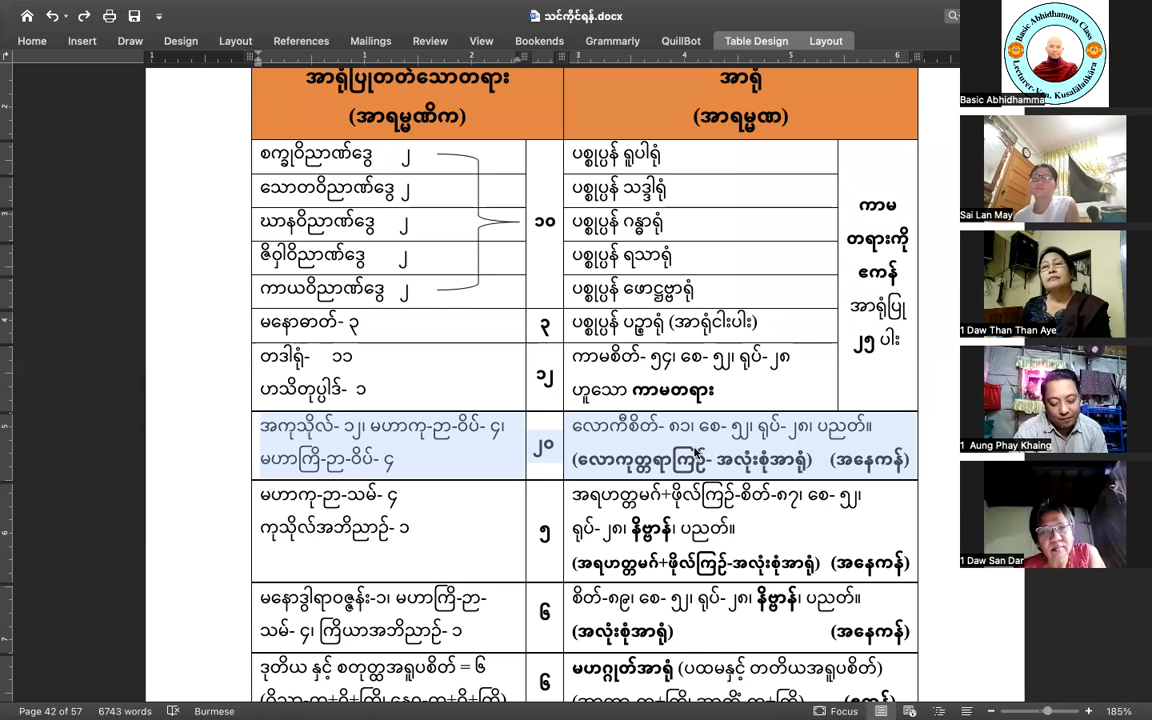 သင်ကိုင်ရန်.docx
Home Insert Draw Design Layout References Mailings Review View Bookends Grammarly QuillBot Table Design Layout
အာရုံပြုတတ်သောတရား အာရုံ
(အာရမ္မဏိက) (အာရမ္မဏ)
စက္ခုဝိညာဏ်ဒွေ ၂ ပစ္စုပ္ပန် ရူပါရုံ
သောတဝိညာဏ်ဒွေ ၂ ပစ္စုပ္ပန် သဒ္ဒါရုံ
ဃာနဝိညာဏ်ဒွေ ၂ ၁၀ ပစ္စုပ္ပန် ဂန္ဓာရုံ
ဇိဝှါဝိညာဏ်ဒွေ ၂ ပစ္စုပ္ပန် ရသာရုံ
ကာယဝိညာဏ်ဒွေ ၂ ပစ္စုပ္ပန် ဖောဋ္ဌဗ္ဗာရုံ
ကာမ
တရားကို
ဧကန်
အာရုံပြု
၂၅ ပါး
မနောဓာတ်- ၃ ၃ ပစ္စုပ္ပန် ပဉ္စာရုံ (အာရုံငါးပါး)
တဒါရုံ- ၁၁ ကာမစိတ်- ၅၄၊ စေ- ၅၂၊ ရုပ်-၂၈
ဟသိတုပ္ပါဒ်- ၁ ၁၂ ဟူသော ကာမတရား
အကုသိုလ်- ၁၂၊ မဟာကု-ဉာ-ဝိပ်- ၄၊ ၂၀ လောကီစိတ်- ၈၁၊ စေ- ၅၂၊ ရုပ်-၂၈၊ ပညတ်။
မဟာကြိ-ဉာ-ဝိပ်- ၄ (လောကုတ္တရာကြဉ်- အလုံးစုံအာရုံ) (အနေကန်)
မဟာကု-ဉာ-သမ်- ၄ အရဟတ္တမဂ်+ဖိုလ်ကြဉ်-စိတ်-၈၇၊ စေ- ၅၂၊
ကုသိုလ်အဘိညာဉ်- ၁ ၅ ရုပ်-၂၈၊ နိဗ္ဗာန်၊ ပညတ်။
(အရဟတ္တမဂ်+ဖိုလ်ကြဉ်-အလုံးစုံအာရုံ) (အနေကန်)
မနောဒွါရာဝဇ္ဇန်း-၁၊ မဟာကြိ-ဉာ- ၆ စိတ်-၈၉၊ စေ- ၅၂၊ ရုပ်-၂၈၊ နိဗ္ဗာန်၊ ပညတ်။
သမ်- ၄၊ ကြိယာအဘိညာဉ်- ၁ (အလုံးစုံအာရုံ) (အနေကန်)
ဒုတိယ နှင့် စတုတ္ထအရူပစိတ် = ၆ ၆ မဟဂ္ဂုတ်အာရုံ (ပထမနှင့် တတိယအရူပစိတ်)
Page 42 of 57 6743 words Burmese Focus 185%
Basic Abhidhamma Class
Lecturer-Ven. Kusalālaṅkāra
Basic Abhidhamma
Sai Lan May
1 Daw Than Than Aye
1 Aung Phay Khaing
1 Daw San Dar